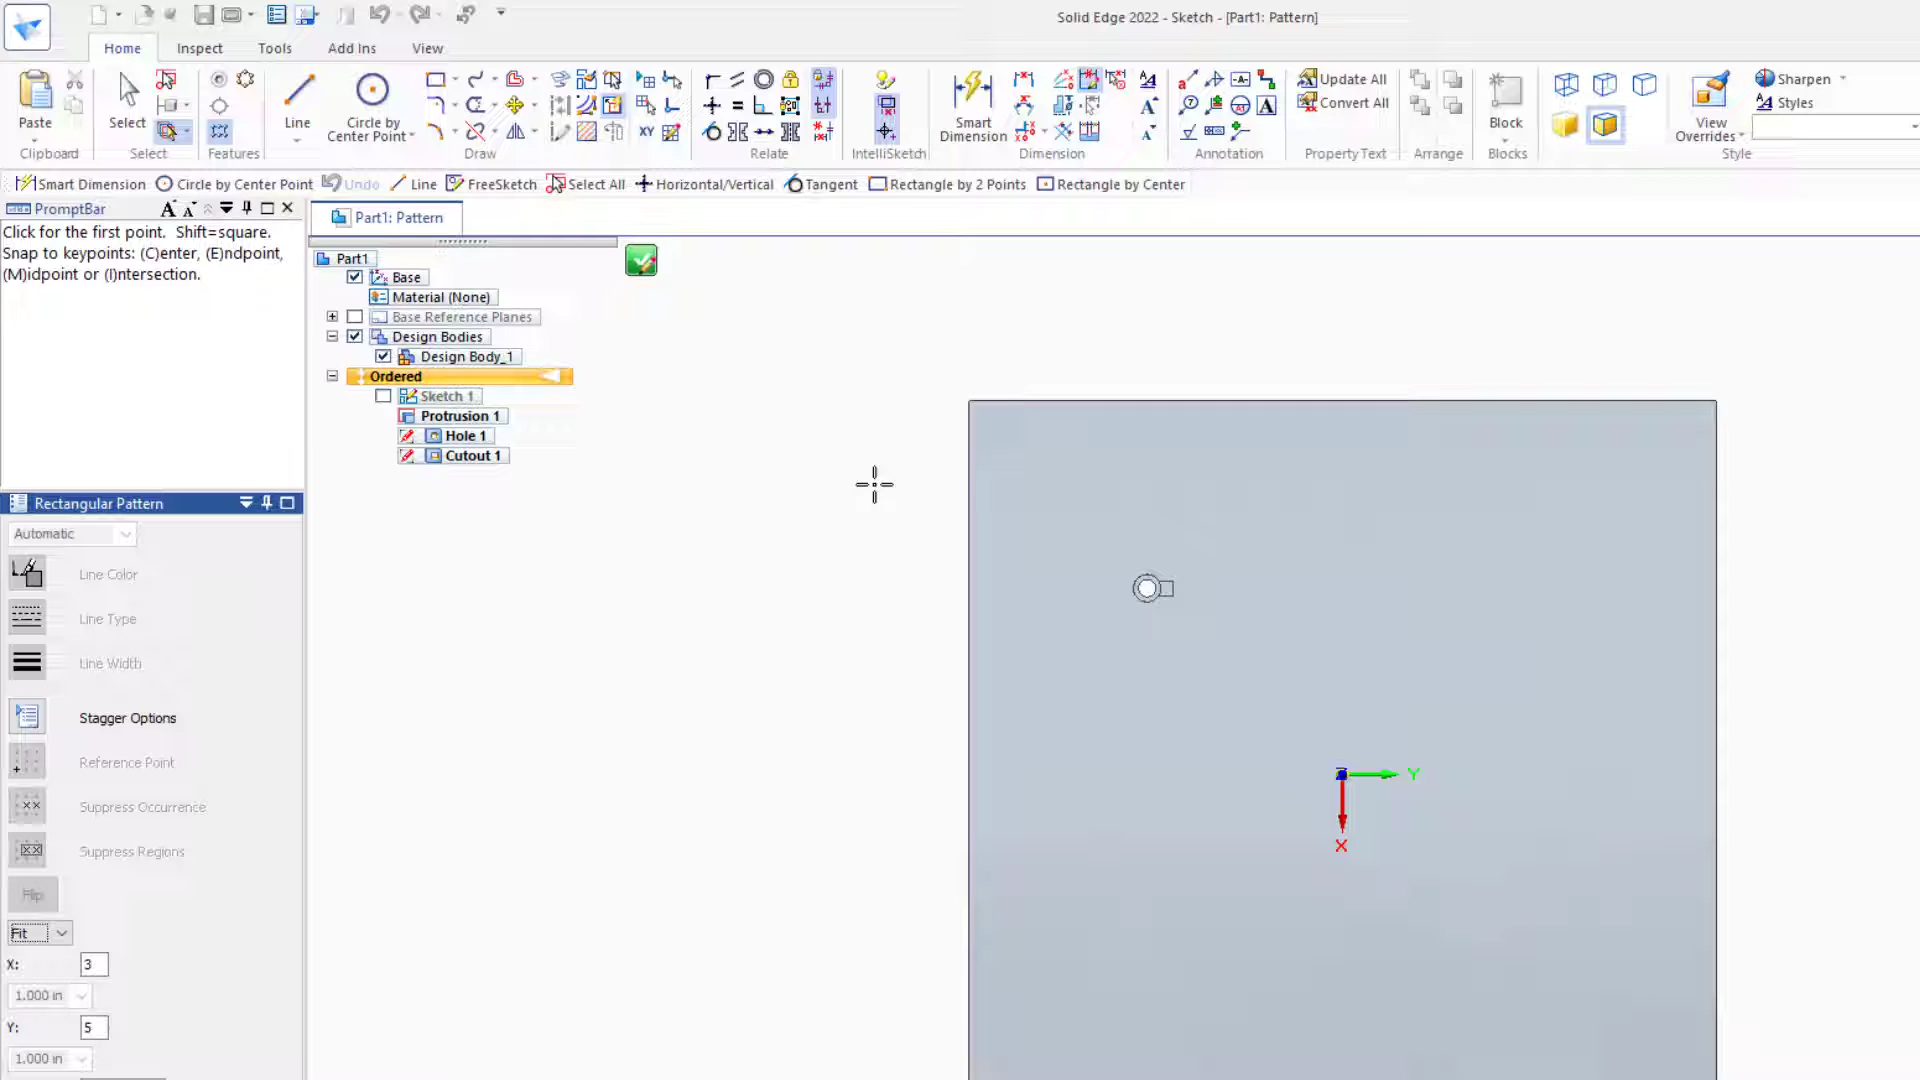 Solid Edge 2022 - Sketch - [Part1: Pattern]
Home Inspect Tools Add Ins View
Paste
Clipboard
Select
Select
Features
Line
Circle by
Center Point
Draw
XY
Relate
IntelliSketch
Smart
Dimension
Dimension
A
A
A
A
Annotation
Update All
Convert All
Property Text
Arrange
Block
Blocks
View
Overrides
Sharpen
Styles
Style
Smart Dimension Circle by Center Point Undo Line FreeSketch Select All Horizontal/Vertical Tangent Rectangle by 2 Points Rectangle by Center
PromptBar
Click for the first point. Shift=square.
Snap to keypoints: (C)enter, (E)ndpoint,
(M)idpoint or (I)ntersection.
Part1: Pattern
Part1
Base
Material (None)
Base Reference Planes
Design Bodies
Design Body_1
Ordered
Sketch 1
Protrusion 1
Hole 1
Cutout 1
Rectangular Pattern
Automatic
Line Color
Line Type
Line Width
Stagger Options
Reference Point
Suppress Occurrence
Suppress Regions
Flip
Fit
X: 3
1.000 in
Y: 5
1.000 in
Z
Y
X